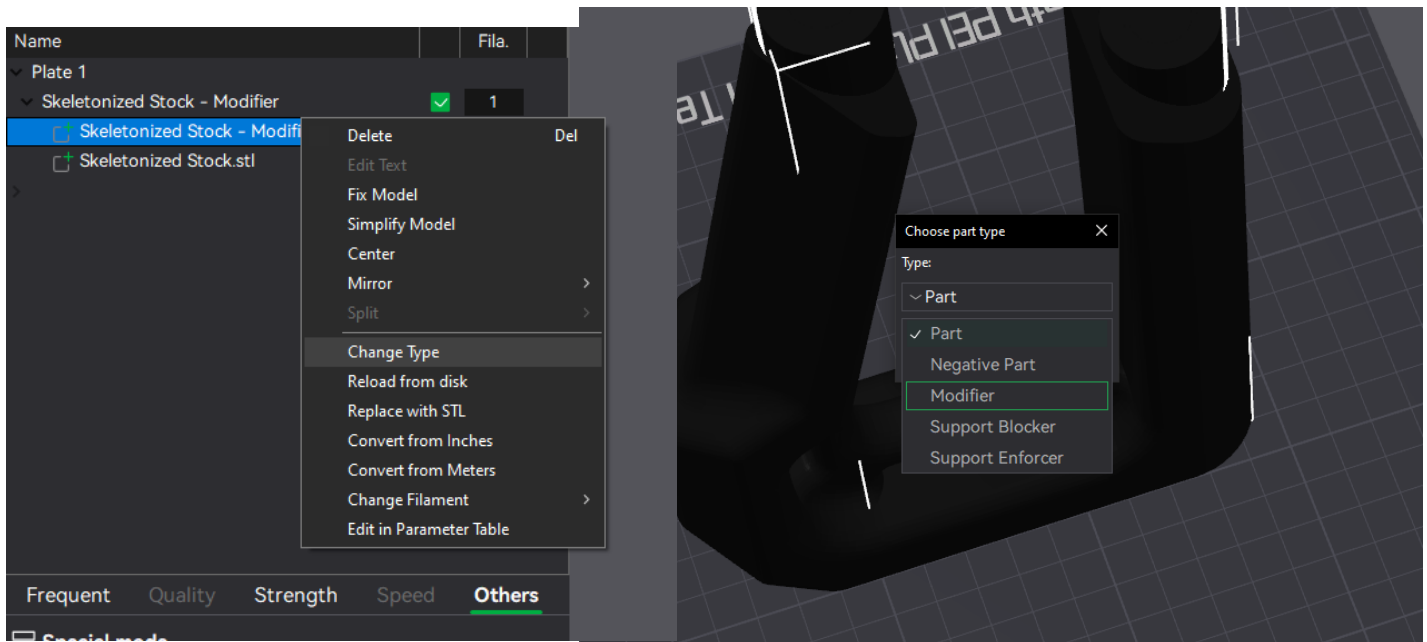 Name Fila.
Plate 1
Skeletonized Stock - Modifier 1
Skeletonized Stock - Modifi
Skeletonized Stock.stl
Delete Del
Edit Text
Fix Model
Simplify Model
Center
Mirror
Split
Change Type
Reload from disk
Replace with STL
Convert from Inches
Convert from Meters
Change Filament
Edit in Parameter Table
Frequent Quality Strength Speed Others
Special mode
PEI
Choose part type
Type:
Part
Part
Negative Part
Modifier
Support Blocker
Support Enforcer